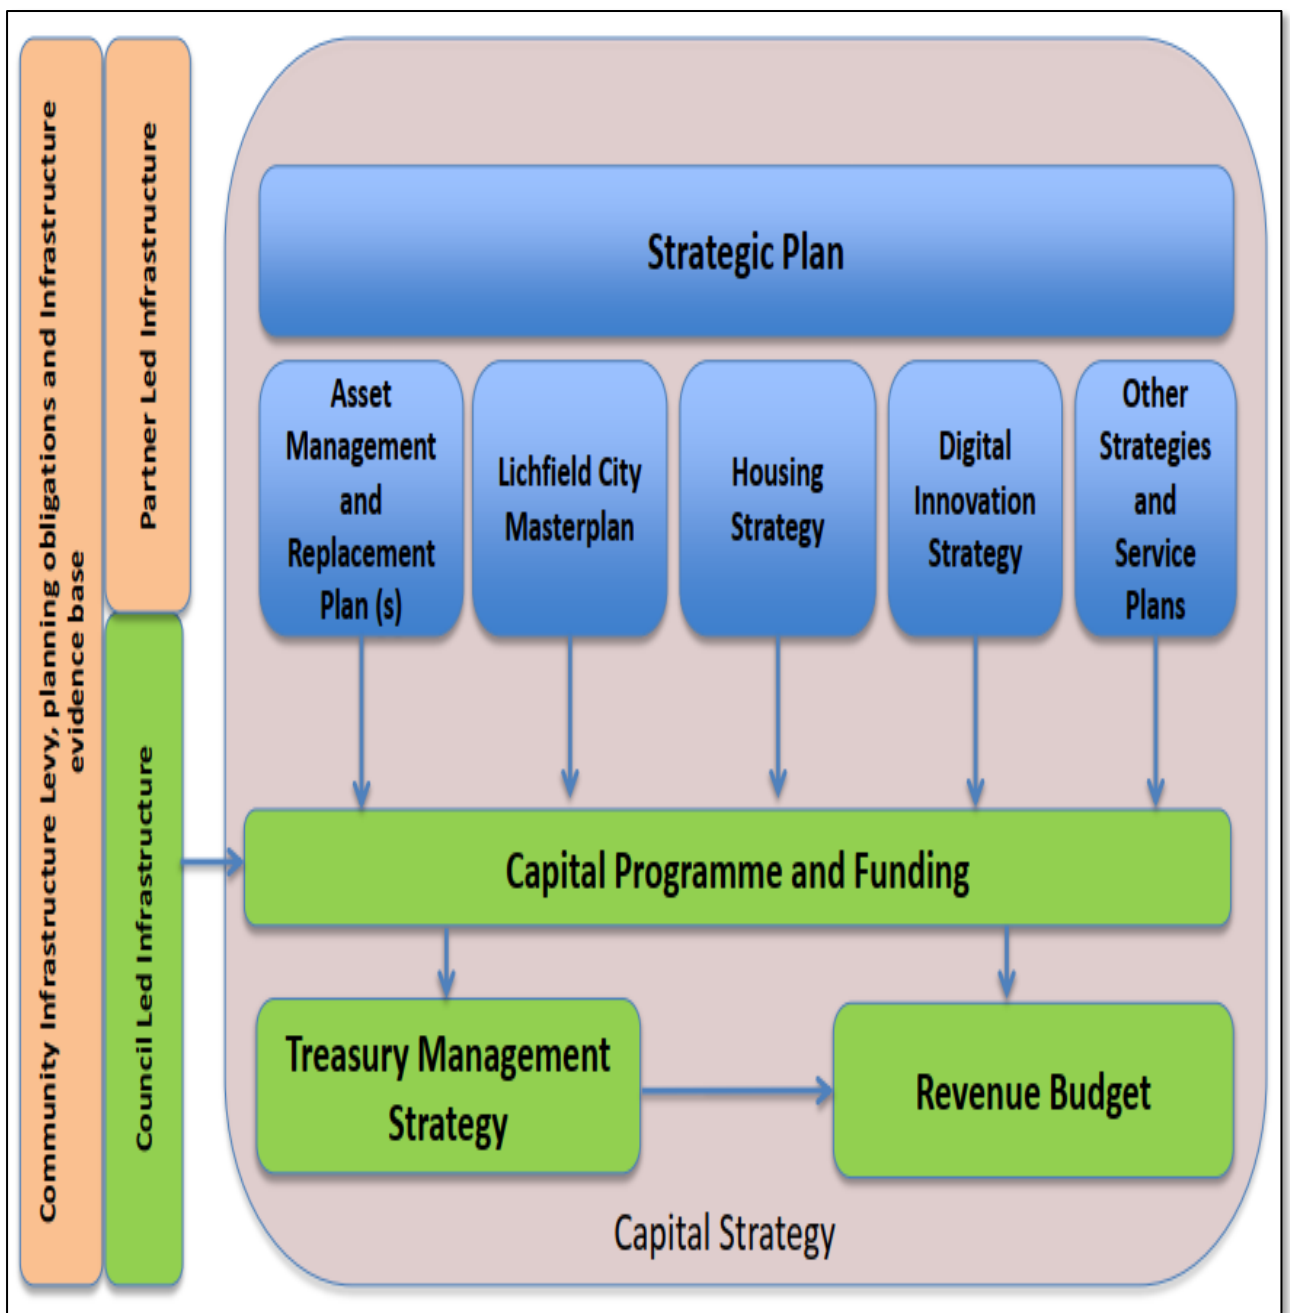 Community Infrastructure Levy, planning obligations and Infrastructure
evidence base
Partner Led Infrastructure
Council Led Infrastructure
Strategic Plan
Asset
Management
and
Replacement
Plan (s)
Lichfield City
Masterplan
Housing
Strategy
Digital
Innovation
Strategy
Other
Strategies
and
Service
Plans
Capital Programme and Funding
Treasury Management
Strategy
Revenue Budget
Capital Strategy